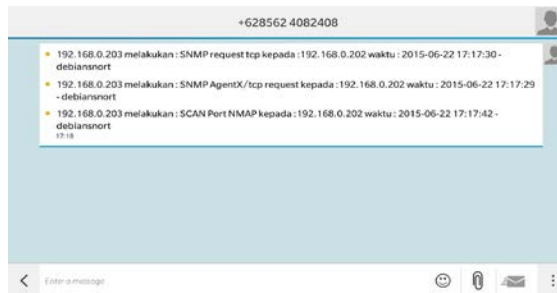 +628562 4082408
192.168.0.203 melakukan : SNMP request tcp kepada :192.168.0.202 waktu : 2015-06-22 17:17:30 -
debiansnort
192.168.0.203 melakukan : SNMP AgentX/tcp request kepada :192.168.0.202 waktu : 2015-06-22 17:17:29
- debiansnort
192.168.0.203 melakukan : SCAN Port NMAP kepada :192.168.0.202 waktu : 2015-06-22 17:17:42 -
debiansnort
17:18
Enter a message